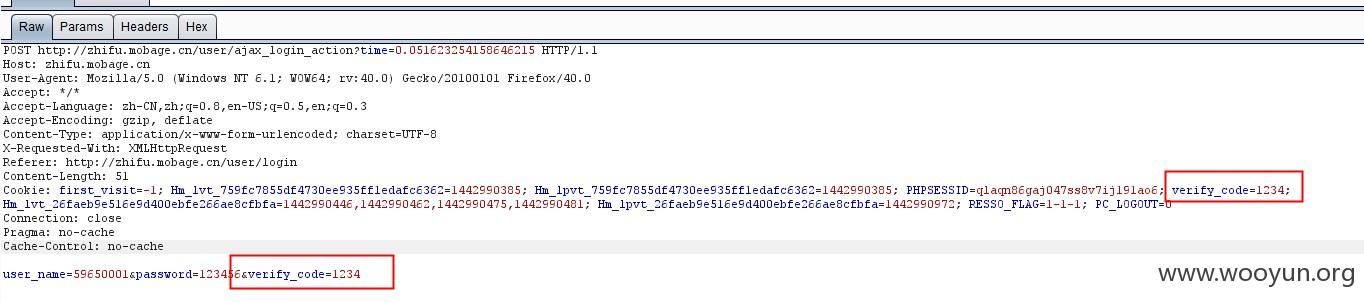 Raw Params Headers Hex
POST http://zhifu.mobage.cn/user/ajax_login_action?time=0.051623254158646215 HTTP/1.1
Host: zhifu.mobage.cn
User-Agent: Mozilla/5.0 (Windows NT 6.1; WOW64; rv:40.0) Gecko/20100101 Firefox/40.0
Accept: */*
Accept-Language: zh-CN,zh;q=0.8,en-US;q=0.5,en;q=0.3
Accept-Encoding: gzip, deflate
Content-Type: application/x-www-form-urlencoded; charset=UTF-8
X-Requested-With: XMLHttpRequest
Referer: http://zhifu.mobage.cn/user/login
Content-Length: 51
Cookie: first_visit=-1; Hm_lvt_759fc7855df4730ee935ff1edafc6362=1442990385; Hm_lpvt_759fc7855df4730ee935ff1edafc6362=1442990385; PHPSESSID=qlaqn86gaj047ss8v7ijl9lao6; verify_code=1234;
Hm_lvt_26faeb9e516e9d400ebfe266ae8cfbfa=1442990446,1442990462,1442990475,1442990481; Hm_lpvt_26faeb9e516e9d400ebfe266ae8cfbfa=1442990972; RESSO_FLAG=1-1-1; PC_LOGOUT=0
Connection: close
Pragma: no-cache
Cache-Control: no-cache
user_name=59650001&password=123456&verify_code=1234
www.wooyun.org